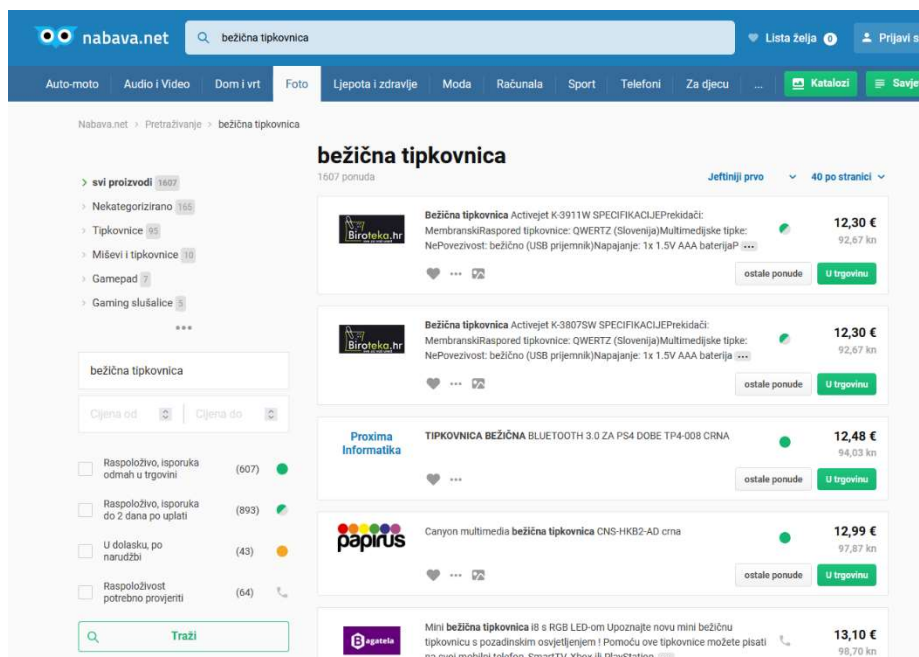 nabava.net
bežična tipkovnica
Lista želja 0
Prijavi s
Auto-moto Audio i Video Dom i vrt Foto Ljepota i zdravlje Moda Računala Sport Telefoni Za djecu ... Katalozi Savje
Nabava.net > Pretraživanje > bežična tipkovnica
svi proizvodi 1607
Nekategorizirano 165
Tipkovnice 95
Miševi i tipkovnice 10
Gamepad 7
Gaming slušalice 5
bežična tipkovnica
Cijena od Cijena do
Raspoloživo, isporuka
odmah u trgovini (607)
Raspoloživo, isporuka
do 2 dana po uplati (893)
U dolasku, po
narudžbi (43)
Raspoloživost
potrebno provjeriti (64)
Traži
bežična tipkovnica
1607 ponuda
Jeftiniji prvo
40 po stranici
Biroteka.hr
Bežična tipkovnica Activejet K-3911W SPECIFIKACIJEPrekidači:
MembranskiRaspored tipkovnice: QWERTZ (Slovenija)Multimedijske tipke:
NePovezivost: bežično (USB prijemnik)Napajanje: 1x 1.5V AAA baterijaP ...
12,30 €
92,67 kn
ostale ponude
U trgovinu
Biroteka.hr
Bežična tipkovnica Activejet K-3807SW SPECIFIKACIJEPrekidači:
MembranskiRaspored tipkovnice: QWERTZ (Slovenija)Multimedijske tipke:
NePovezivost: bežično (USB prijemnik)Napajanje: 1x 1.5V AAA baterija ...
12,30 €
92,67 kn
ostale ponude
U trgovinu
Proxima
Informatika
TIPKOVNICA BEŽIČNA BLUETOOTH 3.0 ZA PS4 DOBE TP4-008 CRNA
12,48 €
94,03 kn
ostale ponude
U trgovinu
papirus
Canyon multimedia bežična tipkovnica CNS-HKB2-AD crna
12,99 €
97,87 kn
ostale ponude
U trgovinu
Bagatela
Mini bežična tipkovnica i8 s RGB LED-om Upoznajte novu mini bežičnu
tipkovnicu s pozadinskim osvjetljenjem ! Pomoću ove tipkovnice možete pisati
na svoj mobilni telefon, SmartTV, Xbox ili PlayStation
13,10 €
98,70 kn